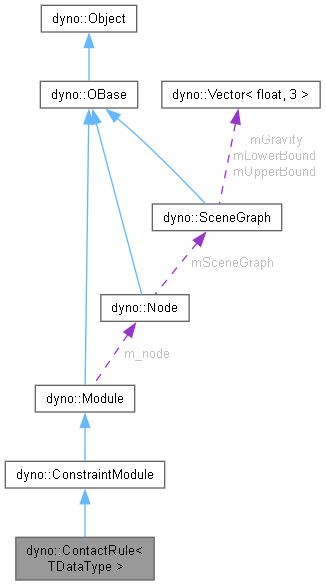 dyno::Object
dyno::OBase
dyno::Vector< float, 3 >
mGravity
mLowerBound
mUpperBound
dyno::SceneGraph
mSceneGraph
dyno::Node
m_node
dyno::Module
dyno::ConstraintModule
dyno::ContactRule<
TDataType >